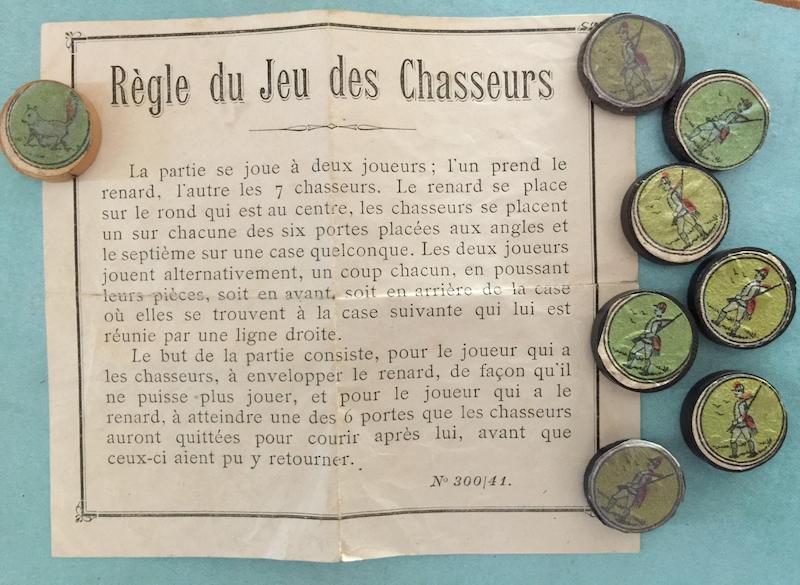 Règle du Jeu des Chasseurs
La partie se joue à deux joueurs ; l'un prend le
renard, l'autre les 7 chasseurs. Le renard se place
sur le rond qui est au centre, les chasseurs se placent
un sur chacune des six portes placées aux angles et
le septième sur une case quelconque. Les deux joueurs
jouent alternativement, un coup chacun, en poussant
leurs pièces, soit en avant, soit en arrière de la case
où elles se trouvent à la case suivante qui lui est
réunie par une ligne droite.
Le but de la partie consiste, pour le joueur qui a
les chasseurs, à envelopper le renard, de façon qu'il
ne puisse plus jouer, et pour le joueur qui a le
renard, à atteindre une des 6 portes que les chasseurs
auront quittées pour courir après lui, avant que
ceux-ci aient pu y retourner.
No 300/41.